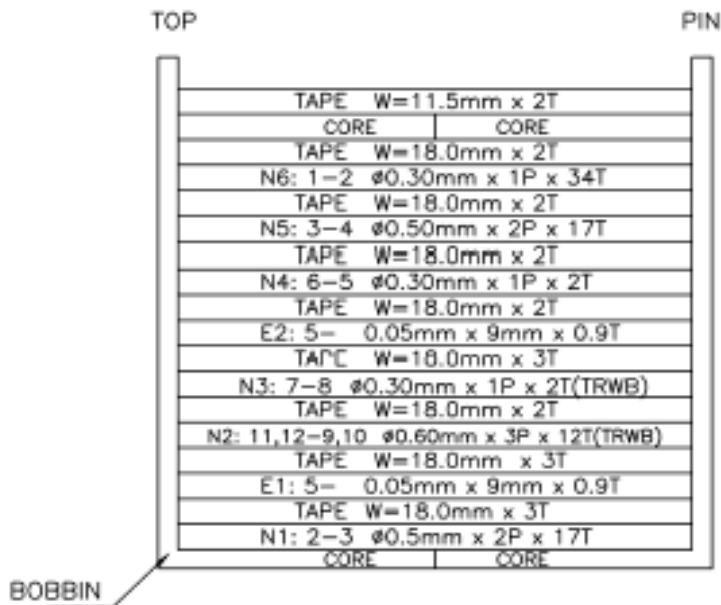 TOP PIN
TAPE W=11.5mm x 2T
CORE CORE
TAPE W=18.0mm x 2T
N6: 1-2 ø0.30mm x 1P x 34T
TAPE W=18.0mm x 2T
N5: 3-4 ø0.50mm x 2P x 17T
TAPE W=18.0mm x 2T
N4: 6-5 ø0.30mm x 1P x 2T
TAPE W=18.0mm x 2T
E2: 5- 0.05mm x 9mm x 0.9T
TAPE W=18.0mm x 3T
N3: 7-8 ø0.30mm x 1P x 2T(TRWB)
TAPE W=18.0mm x 2T
N2: 11,12-9,10 ø0.60mm x 3P x 12T(TRWB)
TAPE W=18.0mm x 3T
E1: 5- 0.05mm x 9mm x 0.9T
TAPE W=18.0mm x 3T
N1: 2-3 ø0.5mm x 2P x 17T
CORE CORE
BOBBIN